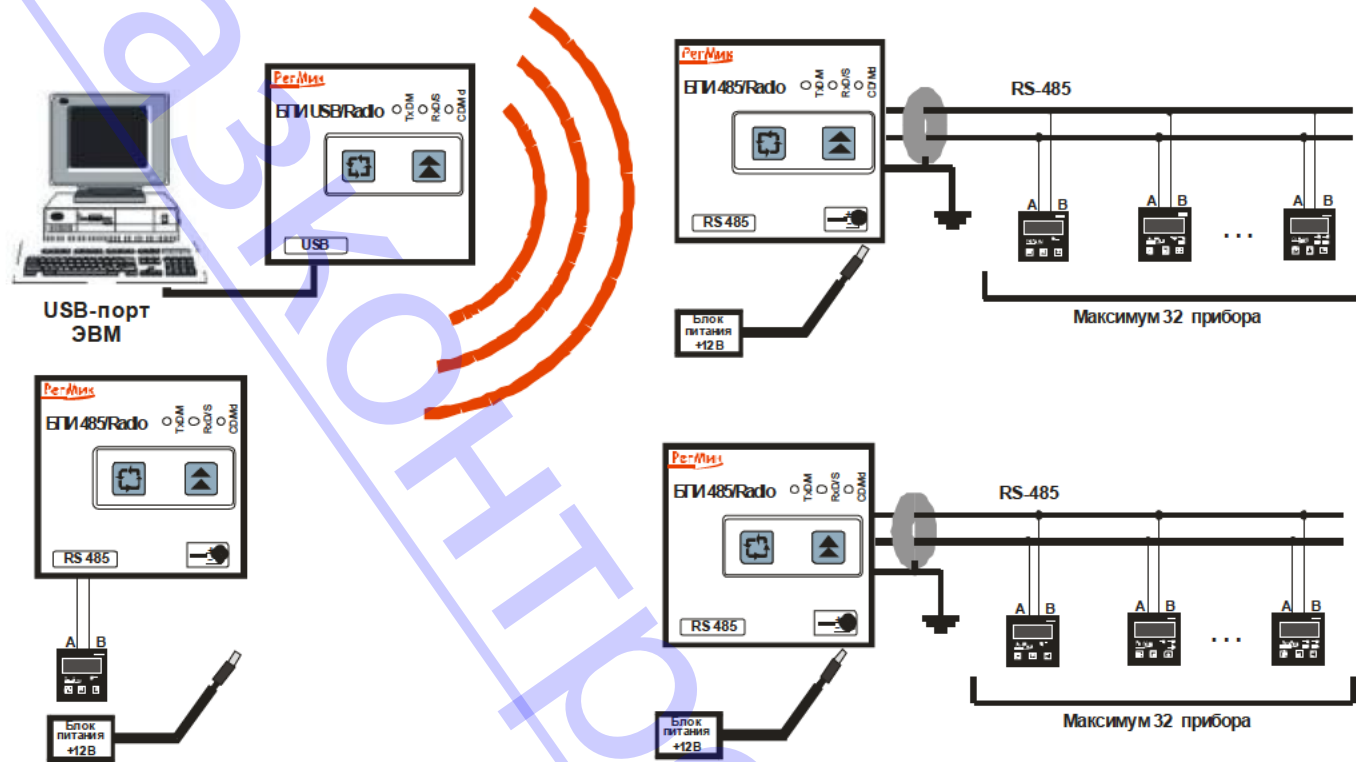 РегМик
БПИ USB/Radio
TxD/M
RxD/S
CD/Md
USB
USB-порт
ЭВМ
РегМик
БПИ 485/Radio
TxD/M
RxD/S
CD/Md
RS 485
RS-485
A B
A B
A B
. . .
Блок
питания
+12В
Максимум 32 прибора
РегМик
БПИ 485/Radio
TxD/M
RxD/S
CD/Md
RS 485
A B
Блок
питания
+12В
РегМик
БПИ 485/Radio
TxD/M
RxD/S
CD/Md
RS 485
RS-485
A B
A B
A B
. . .
Блок
питания
+12В
Максимум 32 прибора
азконтр